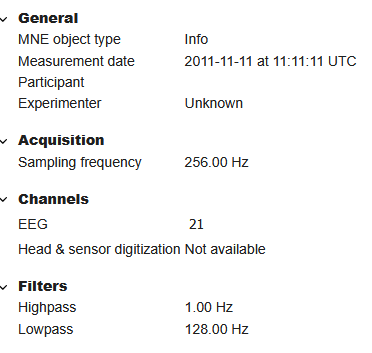 General
MNE object type Info
Measurement date 2011-11-11 at 11:11:11 UTC
Participant
Experimenter Unknown
Acquisition
Sampling frequency 256.00 Hz
Channels
EEG 21
Head & sensor digitization Not available
Filters
Highpass 1.00 Hz
Lowpass 128.00 Hz